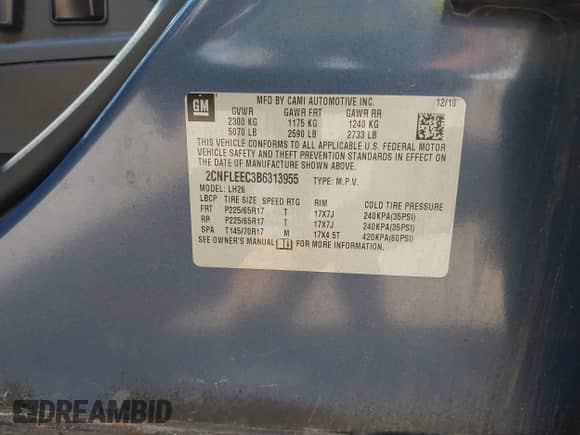 GM
MFD BY CAMI AUTOMOTIVE INC. 12/10
GVWR GAWR FRT GAWR RR
2300 KG 1175 KG 1240 KG
5070 LB 2590 LB 2733 LB
THIS VEHICLE CONFORMS TO ALL APPLICABLE U.S. FEDERAL MOTOR
VEHICLE SAFETY AND THEFT PREVENTION STANDARDS IN EFFECT ON
THE DATE OF MANUFACTURE SHOWN ABOVE.
2CNFLEEC3B6313955 TYPE: M.P.V.
MODEL: LH26
LBCP TIRE SIZE SPEED RTG RIM COLD TIRE PRESSURE
FRT P225/65R17 T 17X7J 240KPA(35PSI)
RR P225/65R17 T 17X7J 240KPA(35PSI)
SPA T145/70R17 M 17X4.5T 420KPA(60PSI)
SEE OWNER'S MANUAL FOR MORE INFORMATION.
DREAMBID